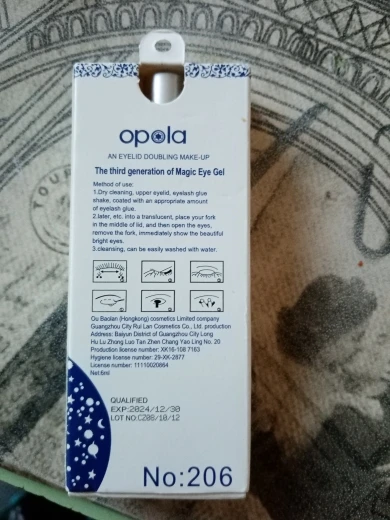 opola
AN EYELID DOUBLING MAKE-UP
The third generation of Magic Eye Gel
Method of use:
1.Dry cleaning, upper eyelid, eyelash glue
shake, coated with an appropriate amount
of eyelash glue.
2.later, etc. into a translucent, place your fork
in the middle of lid, and then open the eyes,
remove the fork, immediately show the beautiful
bright eyes.
3.cleansing, can be easily washed with water.
Ou Baolan (Hongkong) cosmetics Limited company
Guangzhou City Rui Lan Cosmetics Co., Ltd. production
Address: Baiyun District of Guangzhou City Long
Hu Lu Zhong Luo Tan Zhen Chang Yao Ling No. 20
Production license number: XK16-108 7163
Hygiene license number: 29-XK-2877
License number: 11110020864
Net:6ml
QUALIFIED
EXP:2024/12/30
LOT NO:CZ08/10/12
No:206